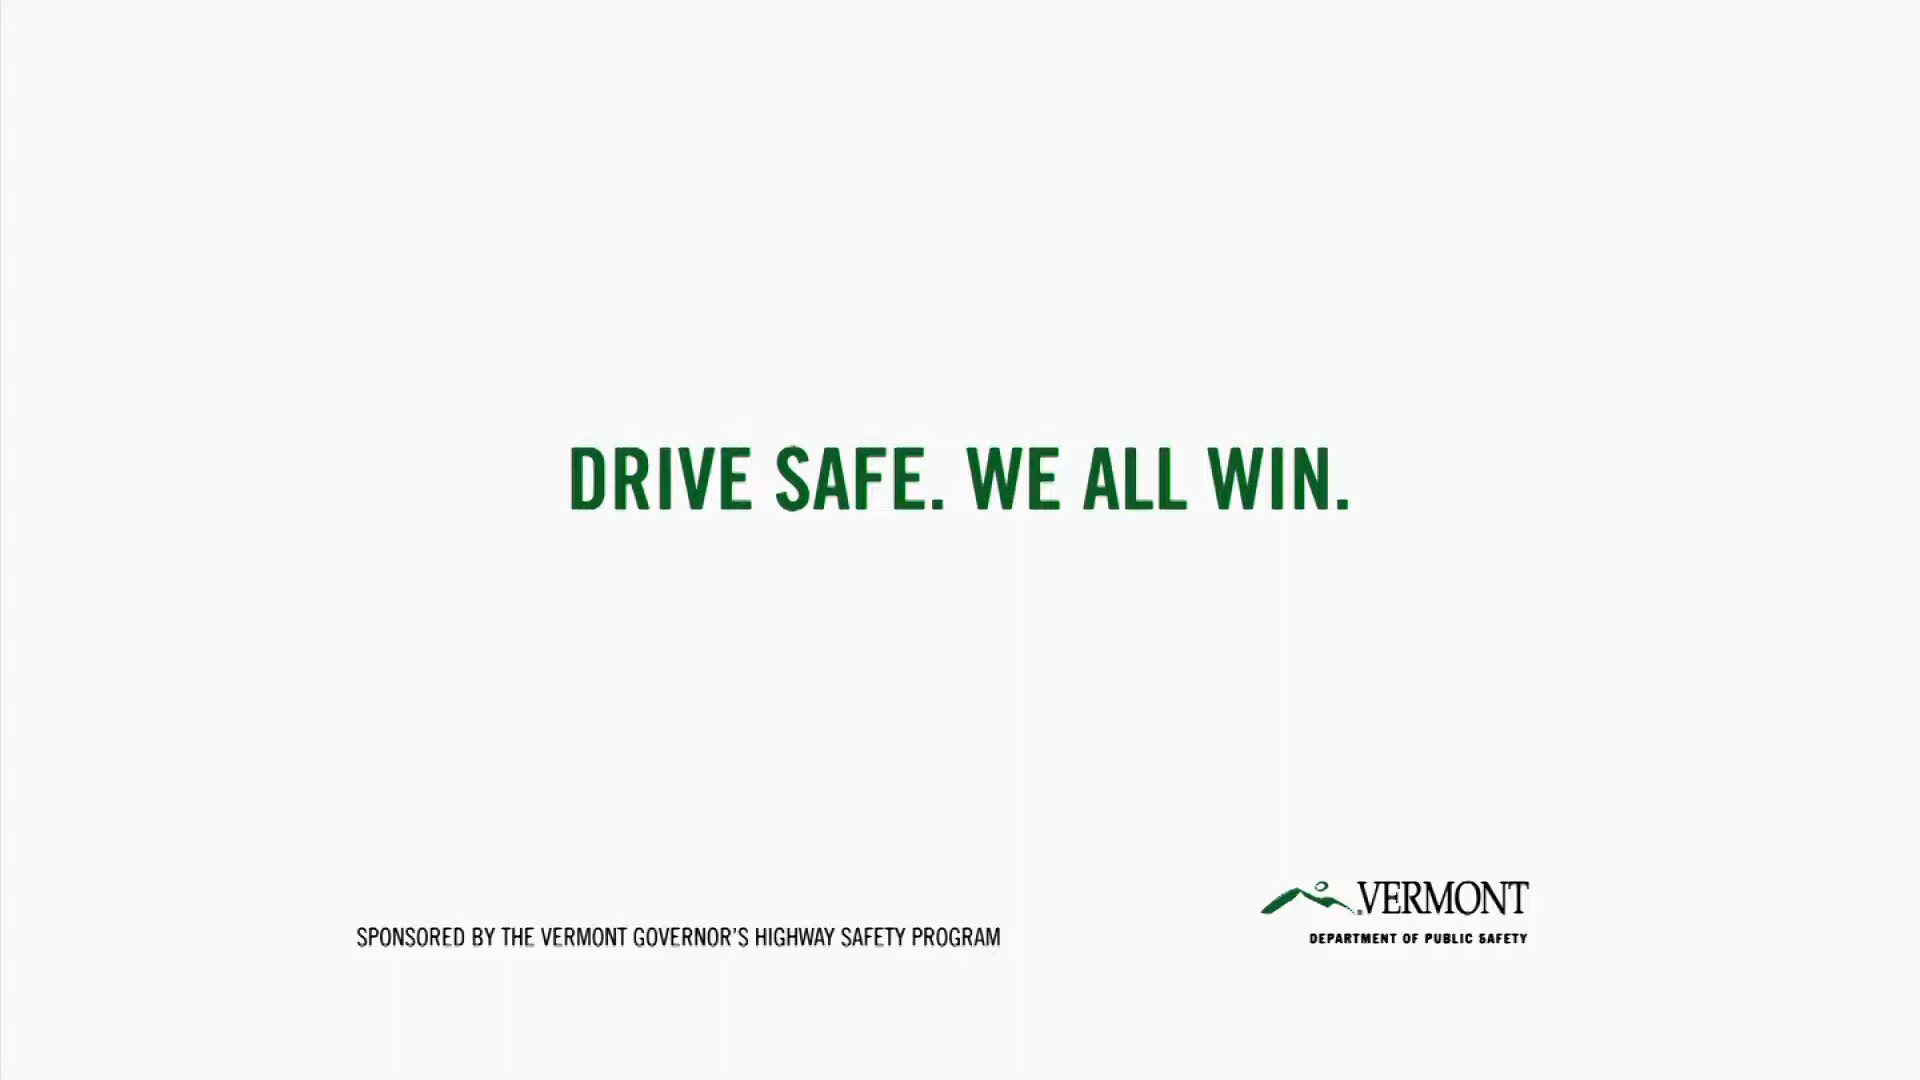 DRIVE SAFE. WE ALL WIN.
SPONSORED BY THE VERMONT GOVERNOR'S HIGHWAY SAFETY PROGRAM
VERMONT
DEPARTMENT OF PUBLIC SAFETY